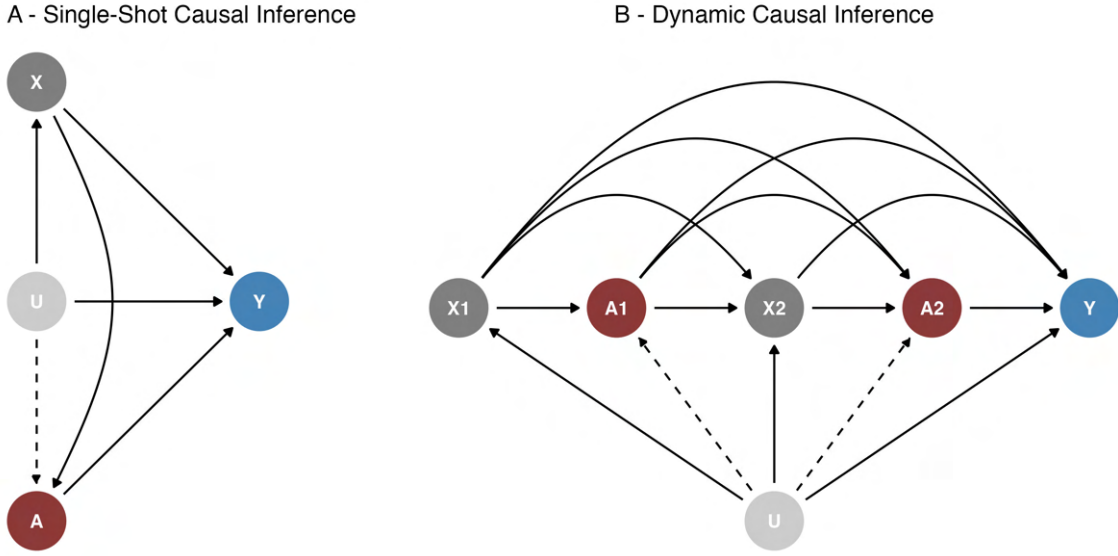 A - Single-Shot Causal Inference
B - Dynamic Causal Inference
X
U
Y
A
X1
A1
X2
A2
Y
U